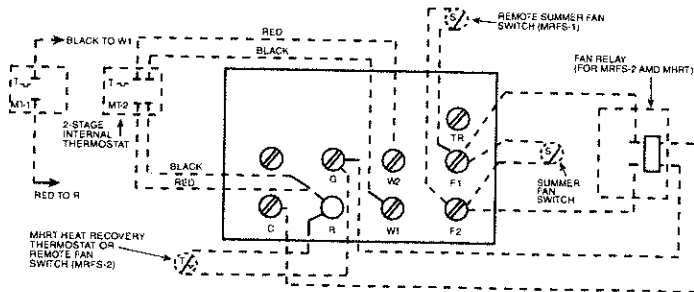 RED
BLACK
REMOTE SUMMER FAN
SWITCH (MRFS-1)
S
BLACK TO W1
FAN RELAY
(FOR MRFS-2 AMD MHRT)
T
MT-1
T
MT-2
2-STAGE
INTERNAL
THERMOSTAT
TR
G
W2
F1
S
SUMMER
FAN
SWITCH
BLACK
RED
RED TO R
C
R
W1
F2
MHRT HEAT RECOVERY
THERMOSTAT OR
REMOTE FAN
SWITCH (MRFS-2)
T